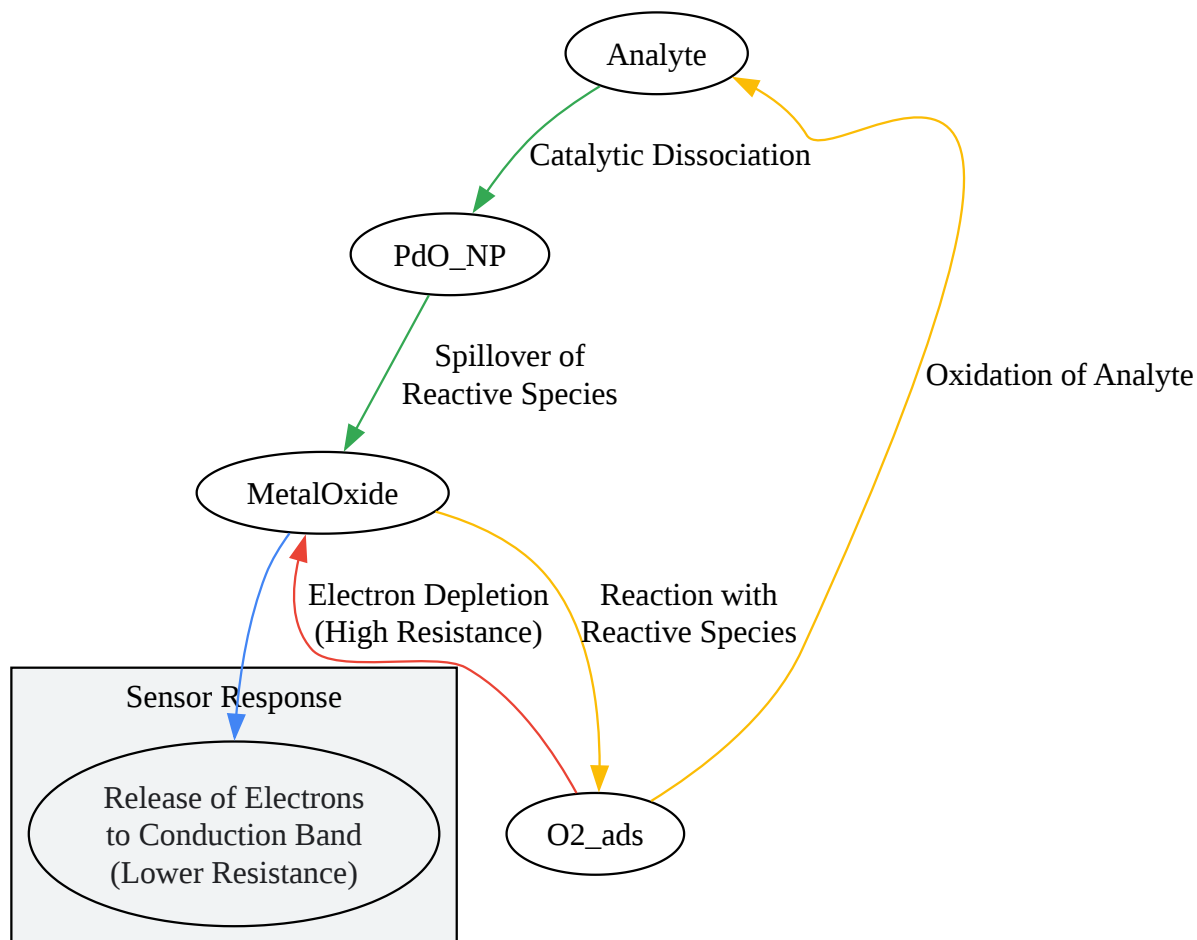 Analyte
Catalytic Dissociation
PdO_NP
Spillover of
Reactive Species
Oxidation of Analyte
MetalOxide
Electron Depletion
(High Resistance)
Reaction with
Reactive Species
Sensor Response
Release of Electrons
to Conduction Band
(Lower Resistance)
O2_ads